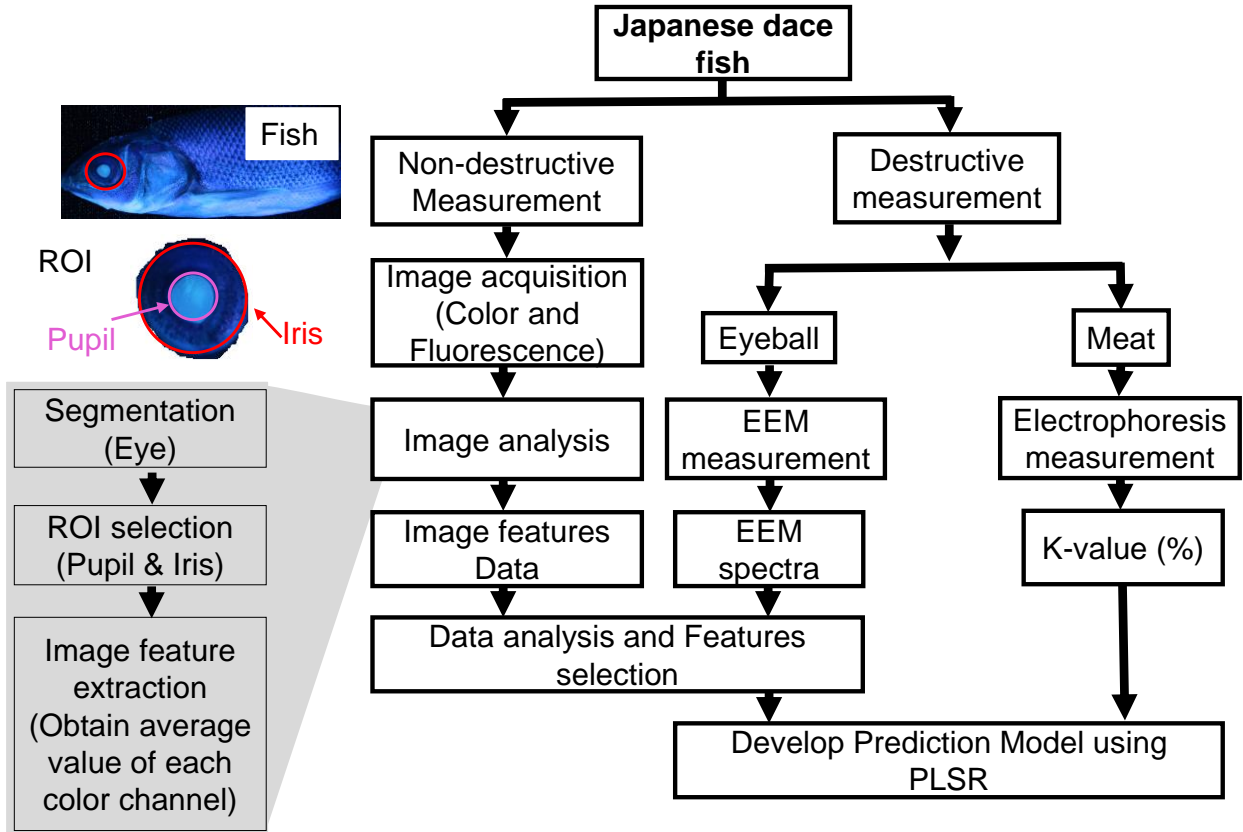 Japanese dace
fish
Fish
ROI
Pupil
Iris
Non-destructive
Measurement
Destructive
measurement
Image acquisition
(Color and
Fluorescence)
Eyeball
Meat
Segmentation
(Eye)
Image analysis
EEM
measurement
Electrophoresis
measurement
ROI selection
(Pupil & Iris)
Image features
Data
EEM
spectra
K-value (%)
Image feature
extraction
(Obtain average
value of each
color channel)
Data analysis and Features
selection
Develop Prediction Model using
PLSR